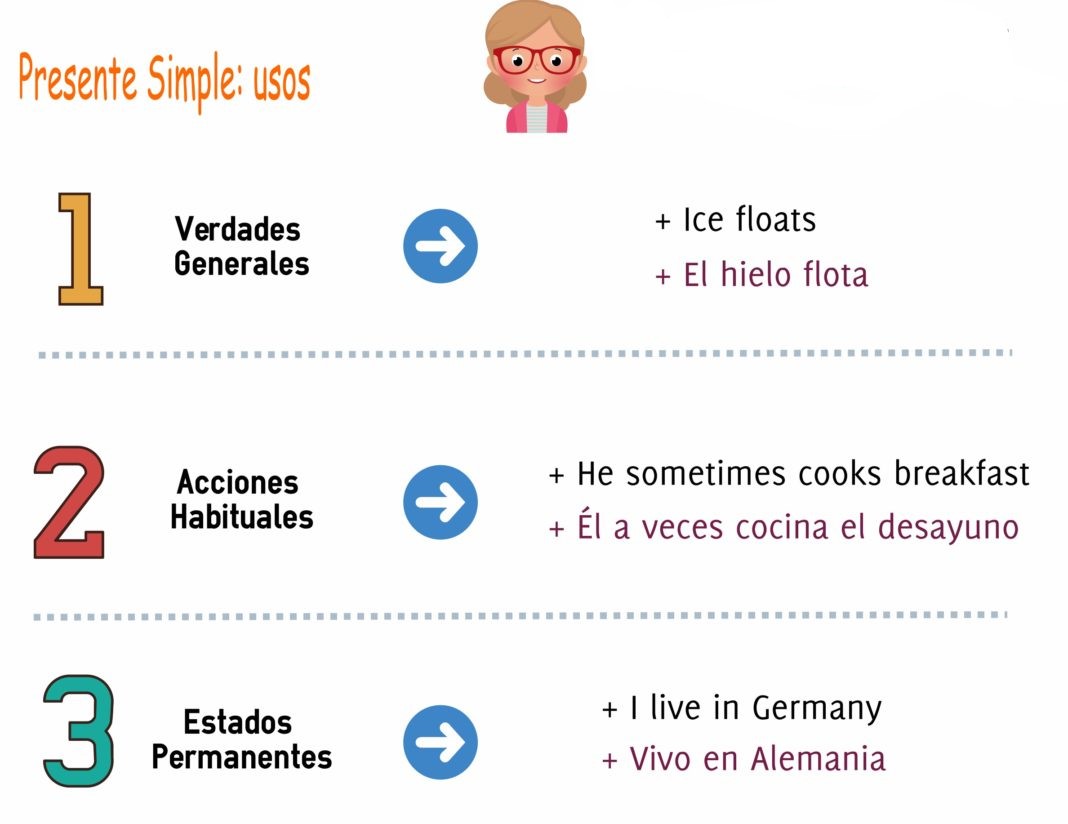 Presente Simple: usos
1
Verdades
Generales
+ Ice floats
+ El hielo flota
2
Acciones
Habituales
+ He sometimes cooks breakfast
+ Él a veces cocina el desayuno
3
Estados
Permanentes
+ I live in Germany
+ Vivo en Alemania